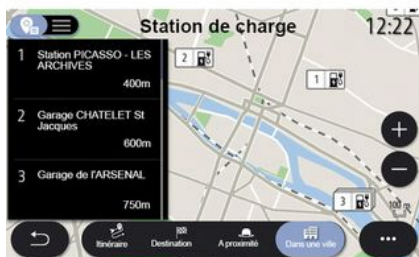 Station de charge
12:22
1 Station PICASSO - LES
ARCHIVES
400m
2 Garage CHATELET St
Jacques
600m
3 Garage de l'ARSENAL
750m
2
1
3
100
Itinéraire
Destination
A proximité
Dans une ville